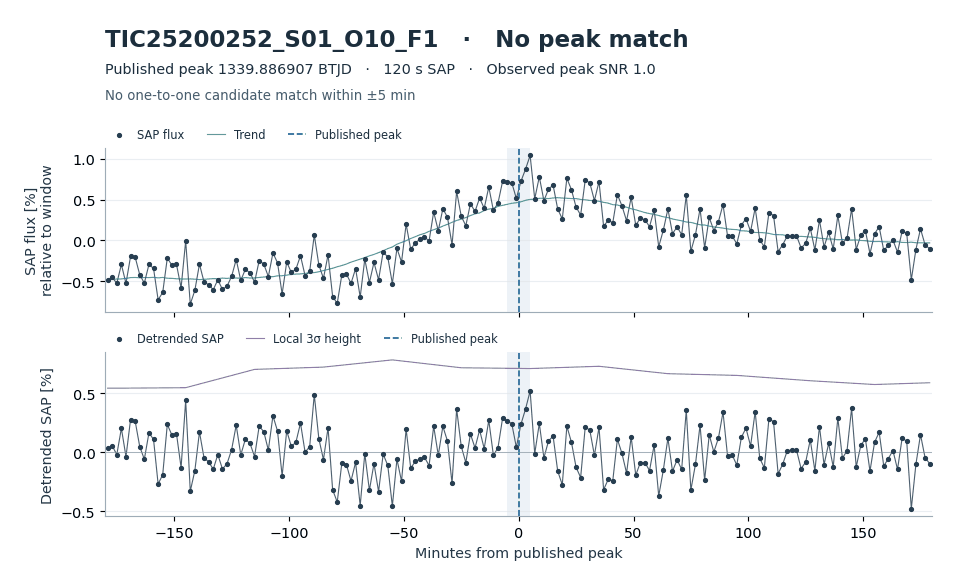 TIC25200252_S01_O10_F1 · No peak match
Published peak 1339.886907 BTJD · 120 s SAP · Observed peak SNR 1.0
No one-to-one candidate match within ±5 min
SAP flux Trend Published peak
SAP flux [%]
relative to window
1.0
0.5
0.0
−0.5
Detrended SAP Local 3σ height Published peak
Detrended SAP [%]
0.5
0.0
−0.5
−150 −100 −50 0 50 100 150
Minutes from published peak